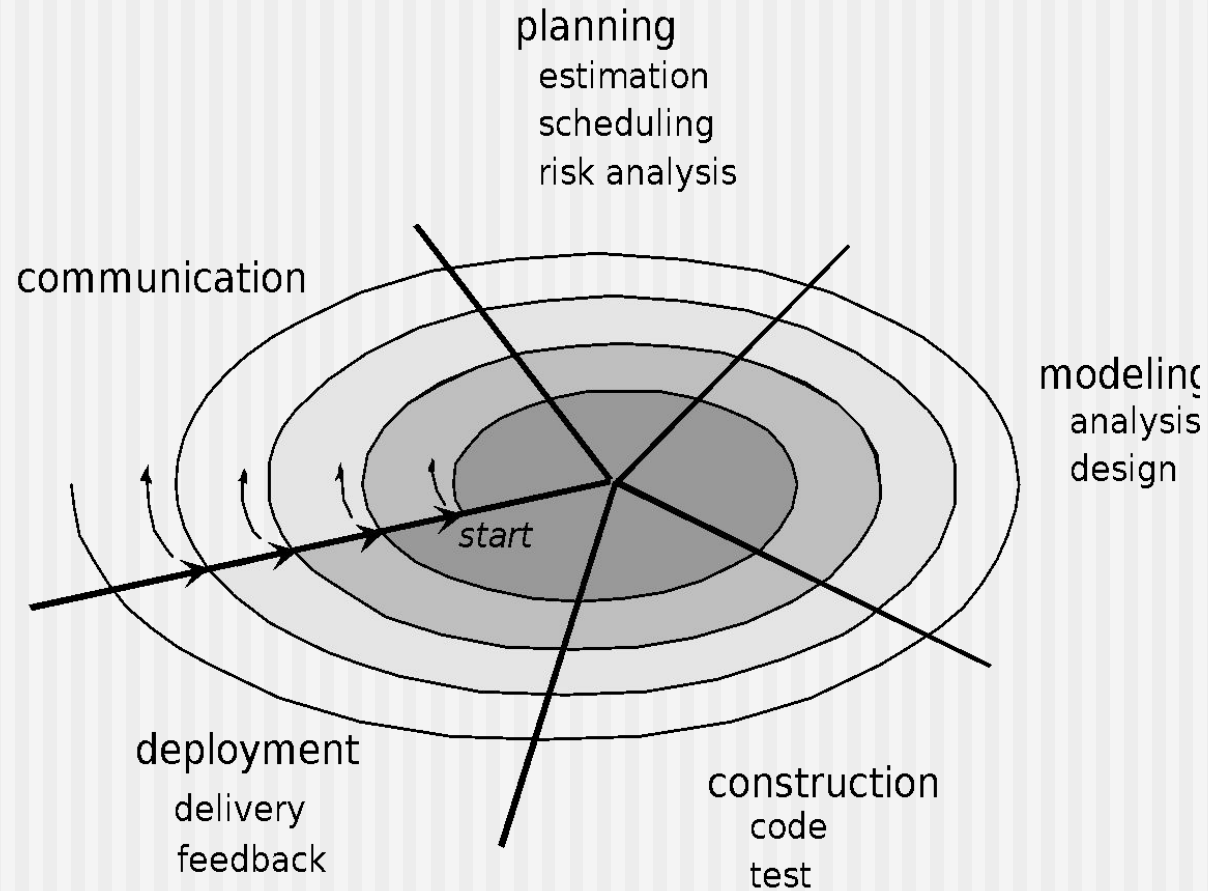 planning
estimation
scheduling
risk analysis
communication
modeling
analysis
design
start
deployment
delivery
feedback
construction
code
test